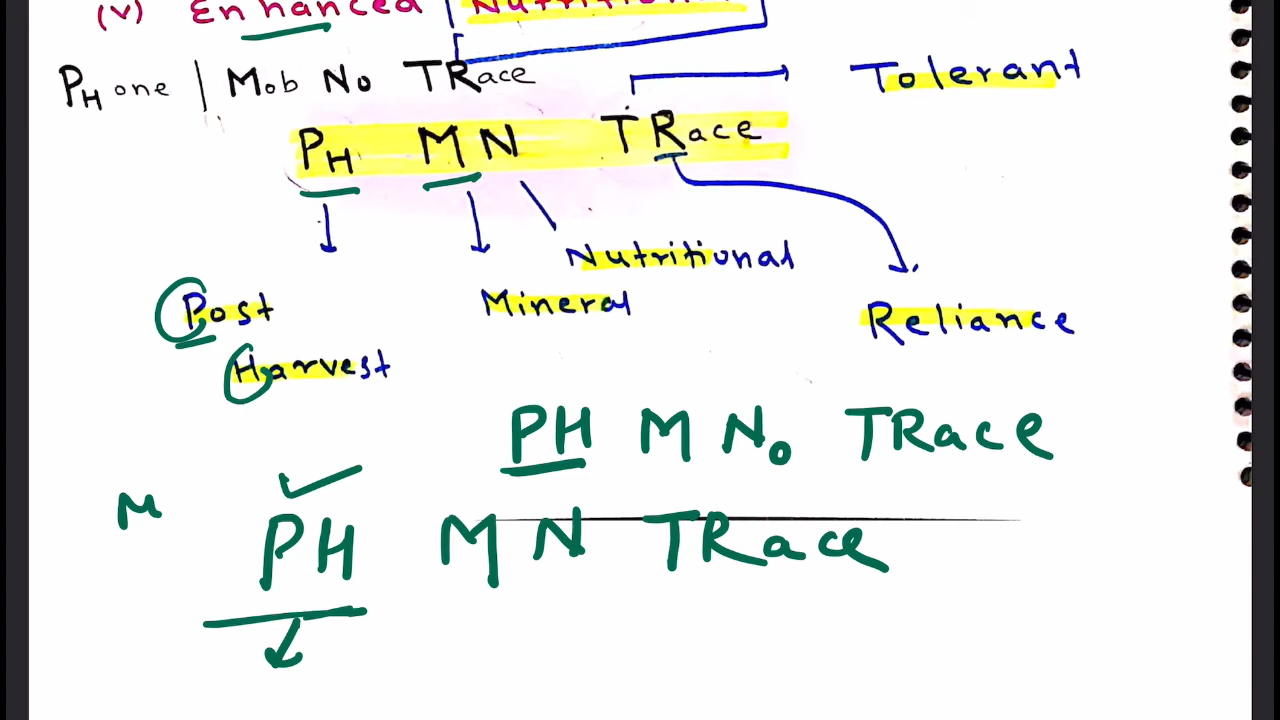 (v) Enhanced Nutritional
PHone | Mob No TRace
Tolerant
PH MN TRace
Nutritional
Mineral
Post
Harvest
Reliance
PH M No TRace
M
PH MN TRace